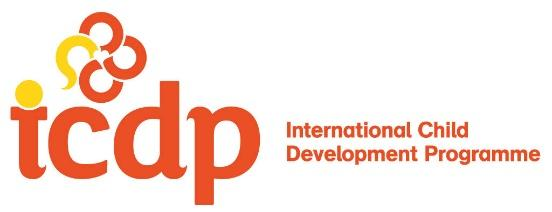 icdp
International Child
Development Programme